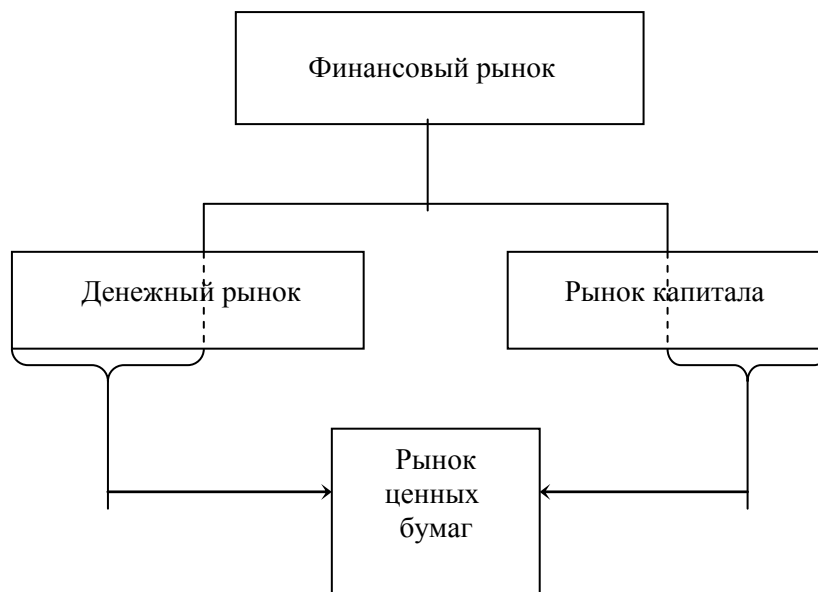 Финансовый рынок
Денежный рынок
Рынок капитала
Рынок
ценных
бумаг